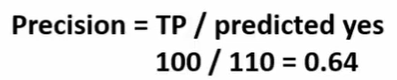 Precision = TP / predicted yes
100 / 110 = 0.64